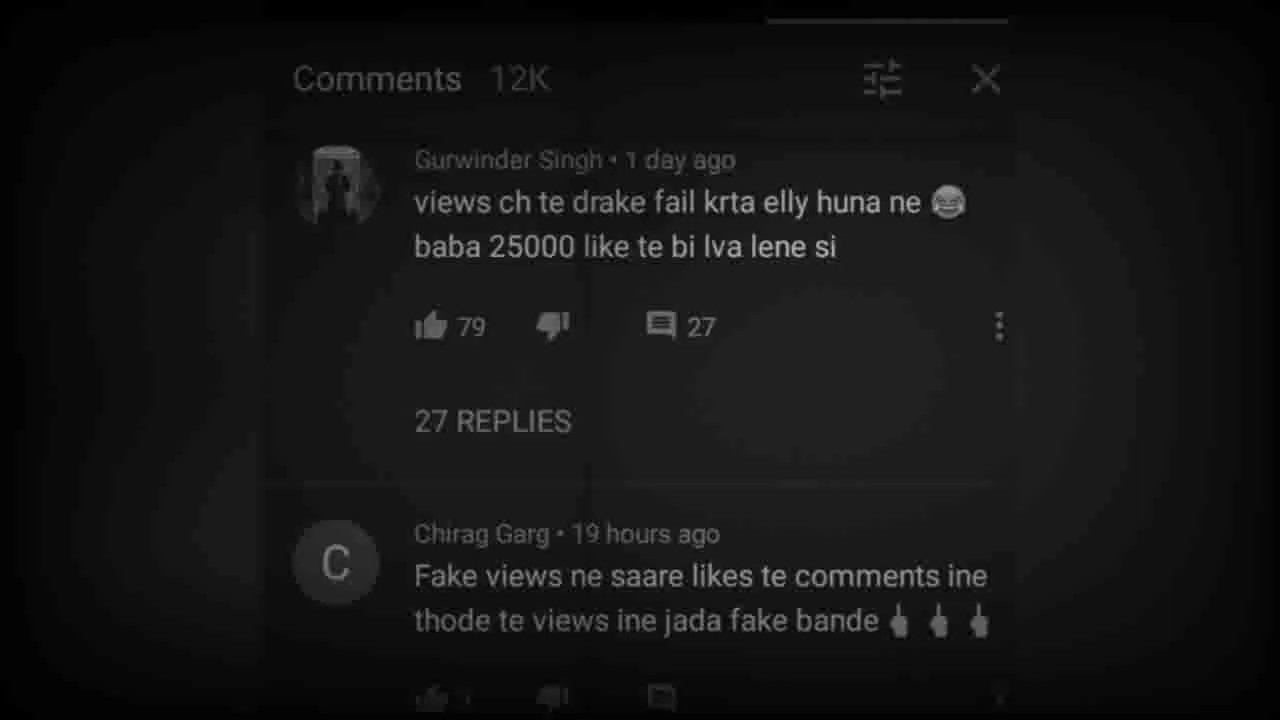 Comments 12K
Gurwinder Singh • 1 day ago
views ch te drake fail krta elly huna ne 😂
baba 25000 like te bi lva lene si
79 27
27 REPLIES
C
Chirag Garg • 19 hours ago
Fake views ne saare likes te comments ine
thode te views ine jada fake bande 🖕🖕🖕